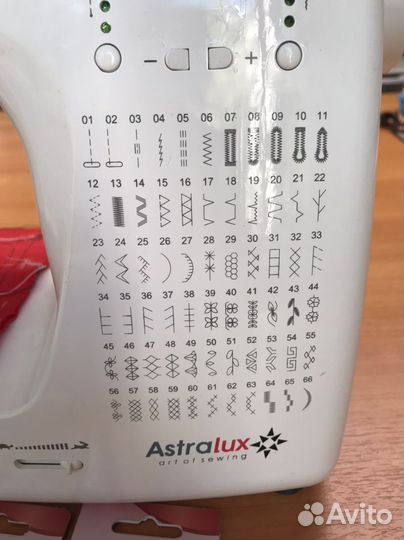 − +
01 02 03 04 05 06 07 08 09 10 11
12 13 14 15 16 17 18 19 20 21 22
23 24 25 26 27 28 29 30 31 32 33
34 35 36 37 38 39 40 41 42 43 44
45 46 47 48 49 50 51 52 53 54 55
56 57 58 59 60 61 62 63 64 65 66
Astralux
art of sewing
Avito